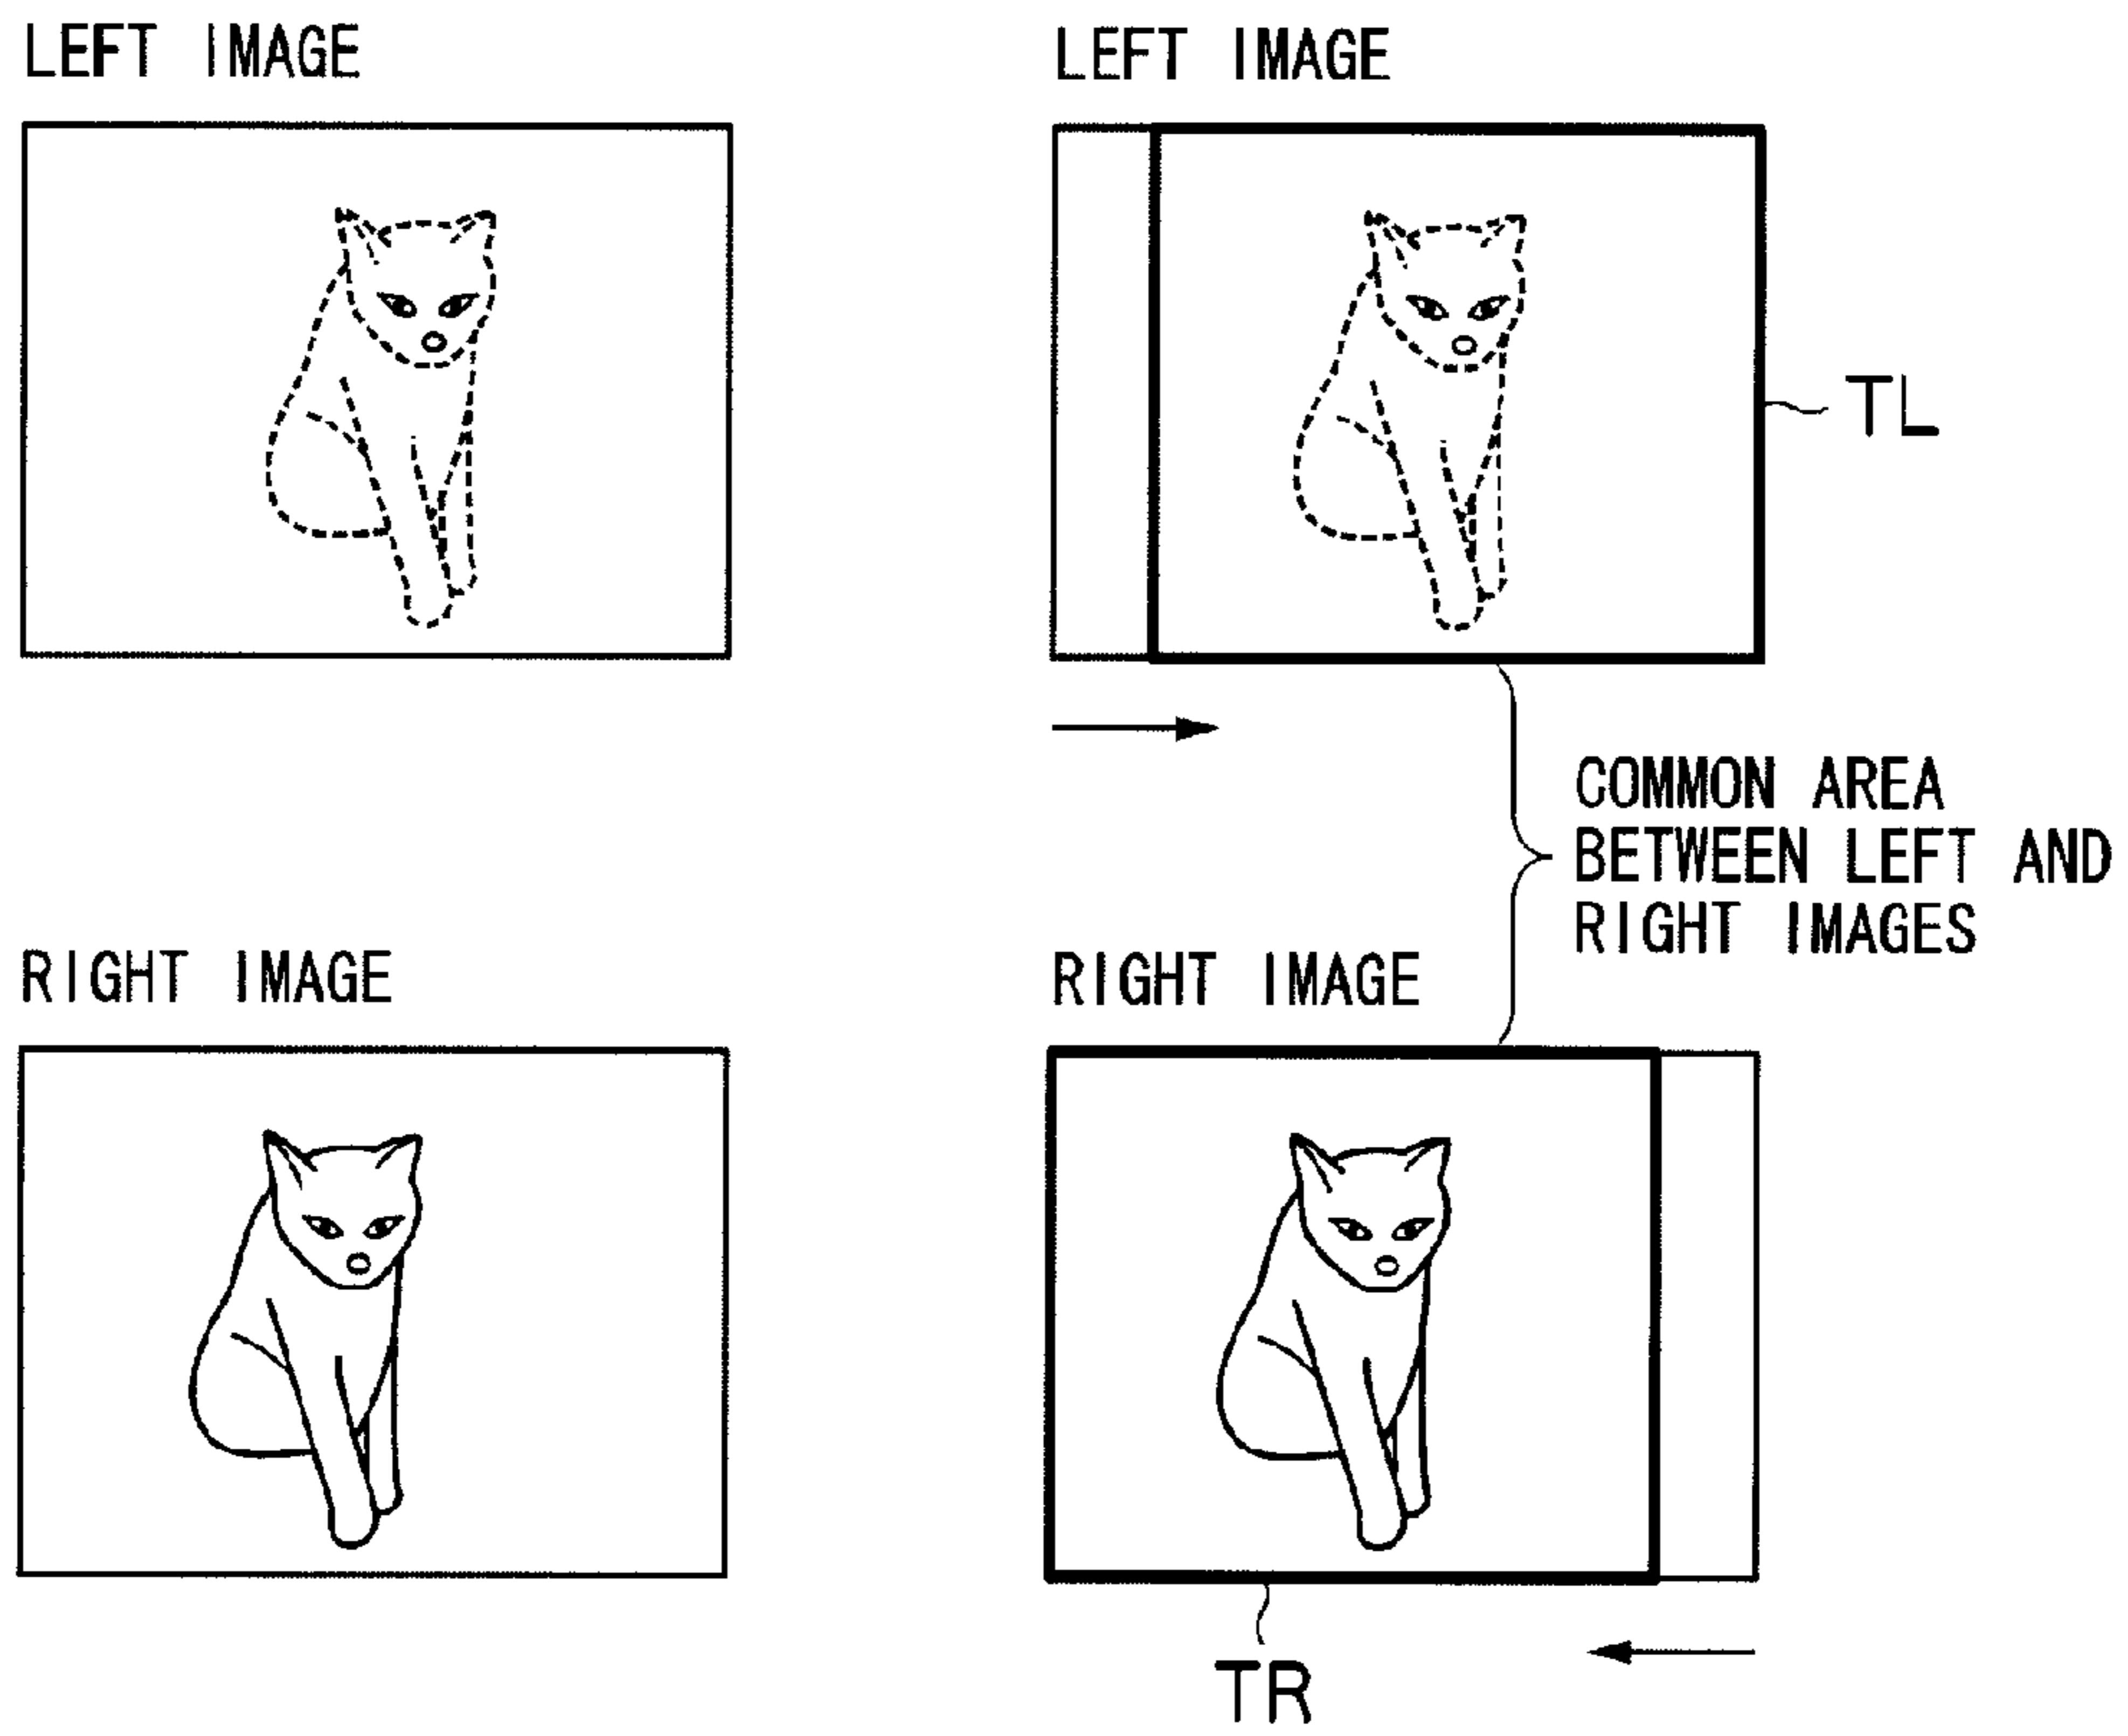 LEFT IMAGE
LEFT IMAGE
TL
COMMON AREA
BETWEEN LEFT AND
RIGHT IMAGES
RIGHT IMAGE
RIGHT IMAGE
TR